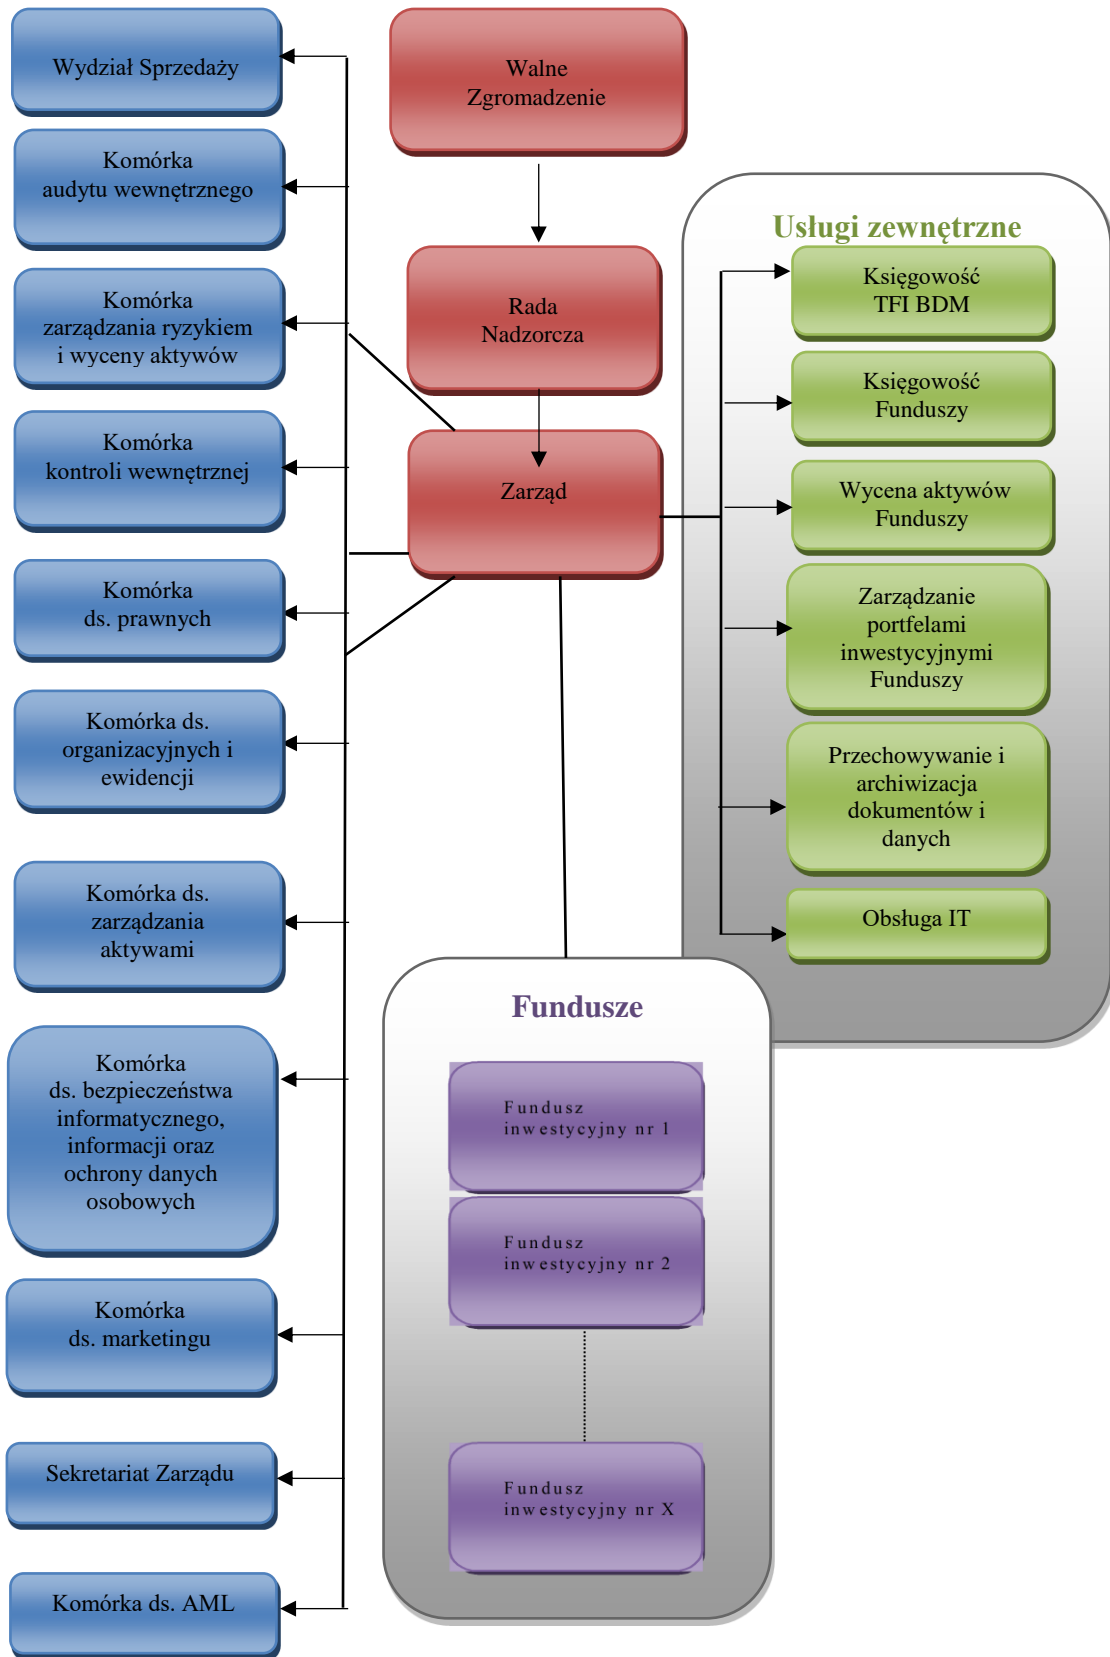 Wydział Sprzedaży
Komórka
audytu wewnętrznego
Komórka
zarządzania ryzykiem
i wyceny aktywów
Komórka
kontroli wewnętrznej
Komórka
ds. prawnych
Komórka ds.
organizacyjnych i
ewidencji
Komórka ds.
zarządzania
aktywami
Komórka
ds. bezpieczeństwa
informatycznego,
informacji oraz
ochrony danych
osobowych
Komórka
ds. marketingu
Sekretariat Zarządu
Komórka ds. AML
Walne
Zgromadzenie
Rada
Nadzorcza
Zarząd
Usługi zewnętrzne
Księgowość
TFI BDM
Księgowość
Funduszy
Wycena aktywów
Funduszy
Zarządzanie
portfelami
inwestycyjnymi
Funduszy
Przechowywanie i
archiwizacja
dokumentów i
danych
Obsługa IT
Fundusze
Fundusz
inwestycyjny nr 1
Fundusz
inwestycyjny nr 2
Fundusz
inwestycyjny nr X